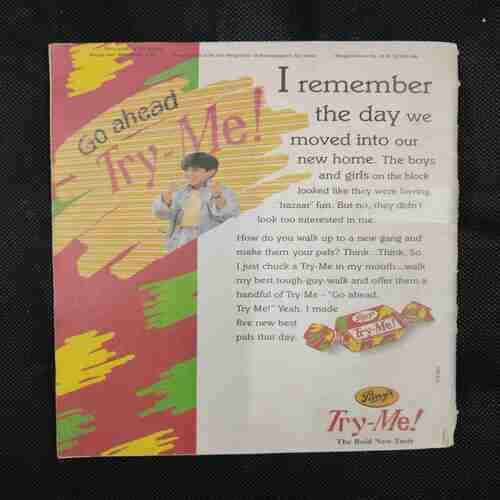 Go ahead
Try-Me!
I remember
the day we
moved into our
new home. The boys
and girls on the block
looked like they were having
'bazaar' fun. But no, they didn't
look too interested in me.
How do you walk up to a new gang and
make them your pals? Think...Think. So
I just chuck a Try-Me in my mouth...walk
my best tough-guy-walk and offer them a
handful of Try-Me – "Go ahead,
Try Me!" Yeah, I made
five new best
pals that day.
Try-Me!
Parry's
Try-Me!
The Bold New Taste